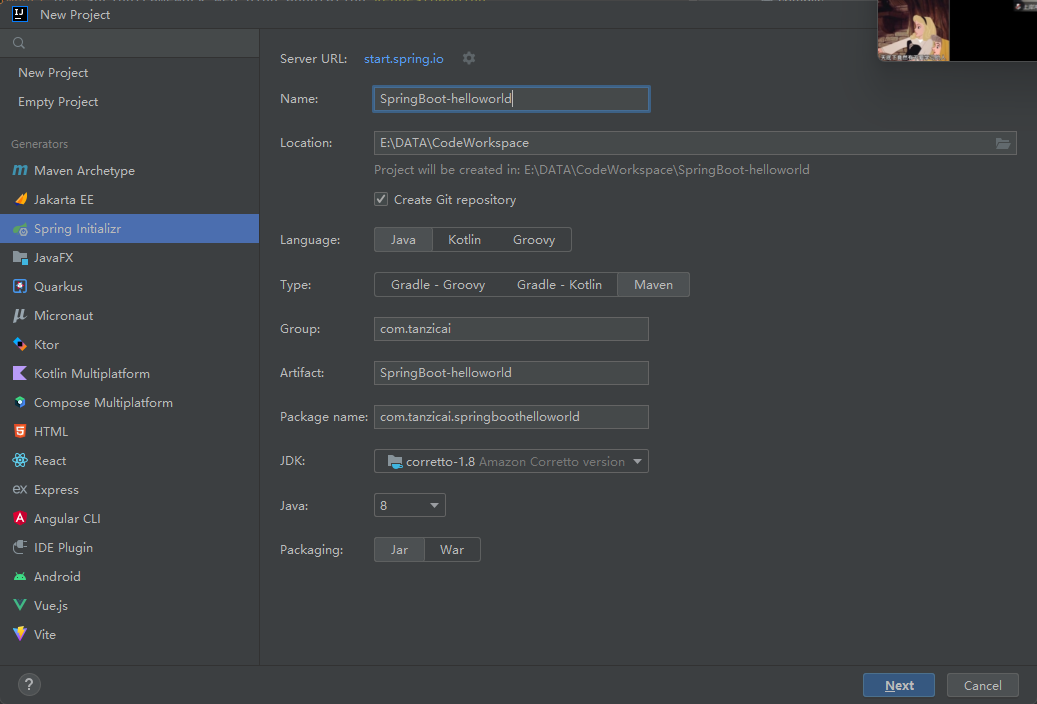 New Project
New Project
Empty Project
Generators
Maven Archetype
Jakarta EE
Spring Initializr
JavaFX
Quarkus
Micronaut
Ktor
Kotlin Multiplatform
Compose Multiplatform
HTML
React
ex Express
Angular CLI
IDE Plugin
Android
Vue.js
Vite
Server URL: start.spring.io
Name: SpringBoot-helloworld
Location: E:\DATA\CodeWorkspace
Project will be created in: E:\DATA\CodeWorkspace\SpringBoot-helloworld
Create Git repository
Language: Java Kotlin Groovy
Type: Gradle - Groovy Gradle - Kotlin Maven
Group: com.tanzicai
Artifact: SpringBoot-helloworld
Package name: com.tanzicai.springboothelloworld
JDK: corretto-1.8 Amazon Corretto version
Java: 8
Packaging: Jar War
? Next Cancel